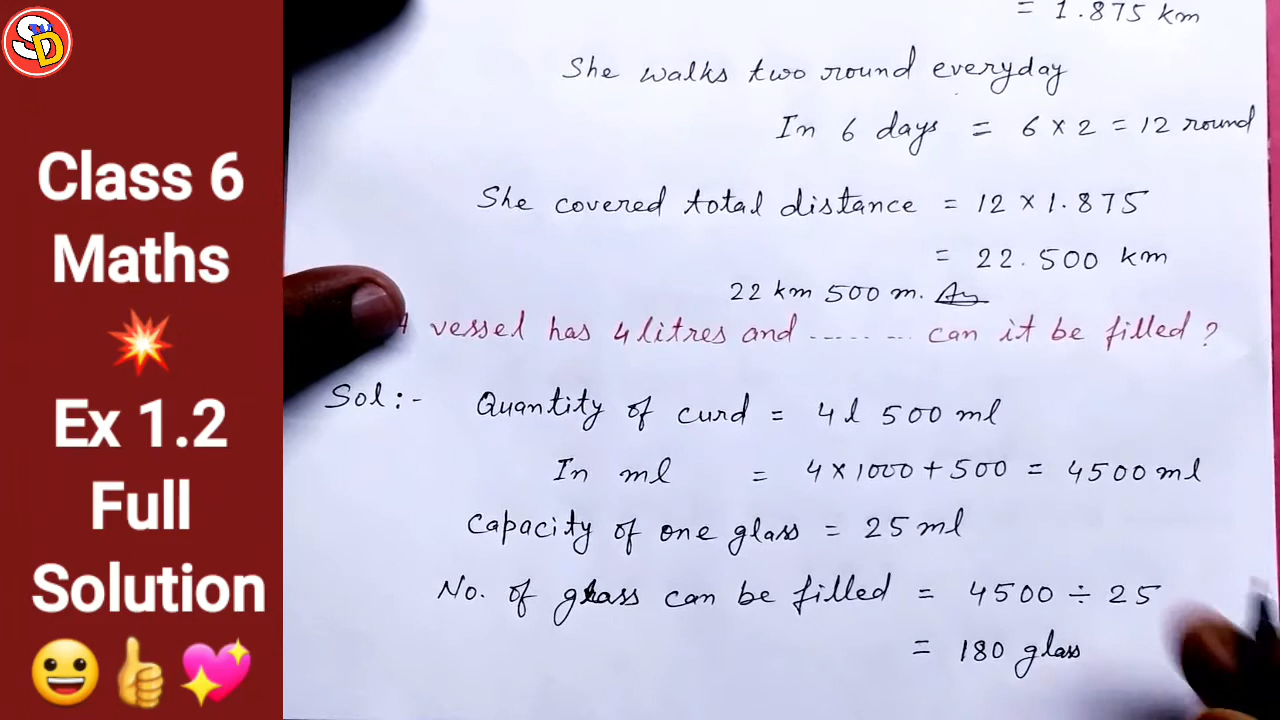 SD
Class 6
Maths
Ex 1.2
Full
Solution
= 1.875 km
She walks two round everyday
In 6 days = 6 × 2 = 12 round
She covered total distance = 12 × 1.875
= 22.500 km
22 km 500 m. Ans
vessel has 4 litres and ...... ... can it be filled ?
Sol :- Quantity of curd = 4 l 500 ml
In ml = 4 × 1000 + 500 = 4500 ml
Capacity of one glass = 25 ml
No. of glass can be filled = 4500 ÷ 25
= 180 glass